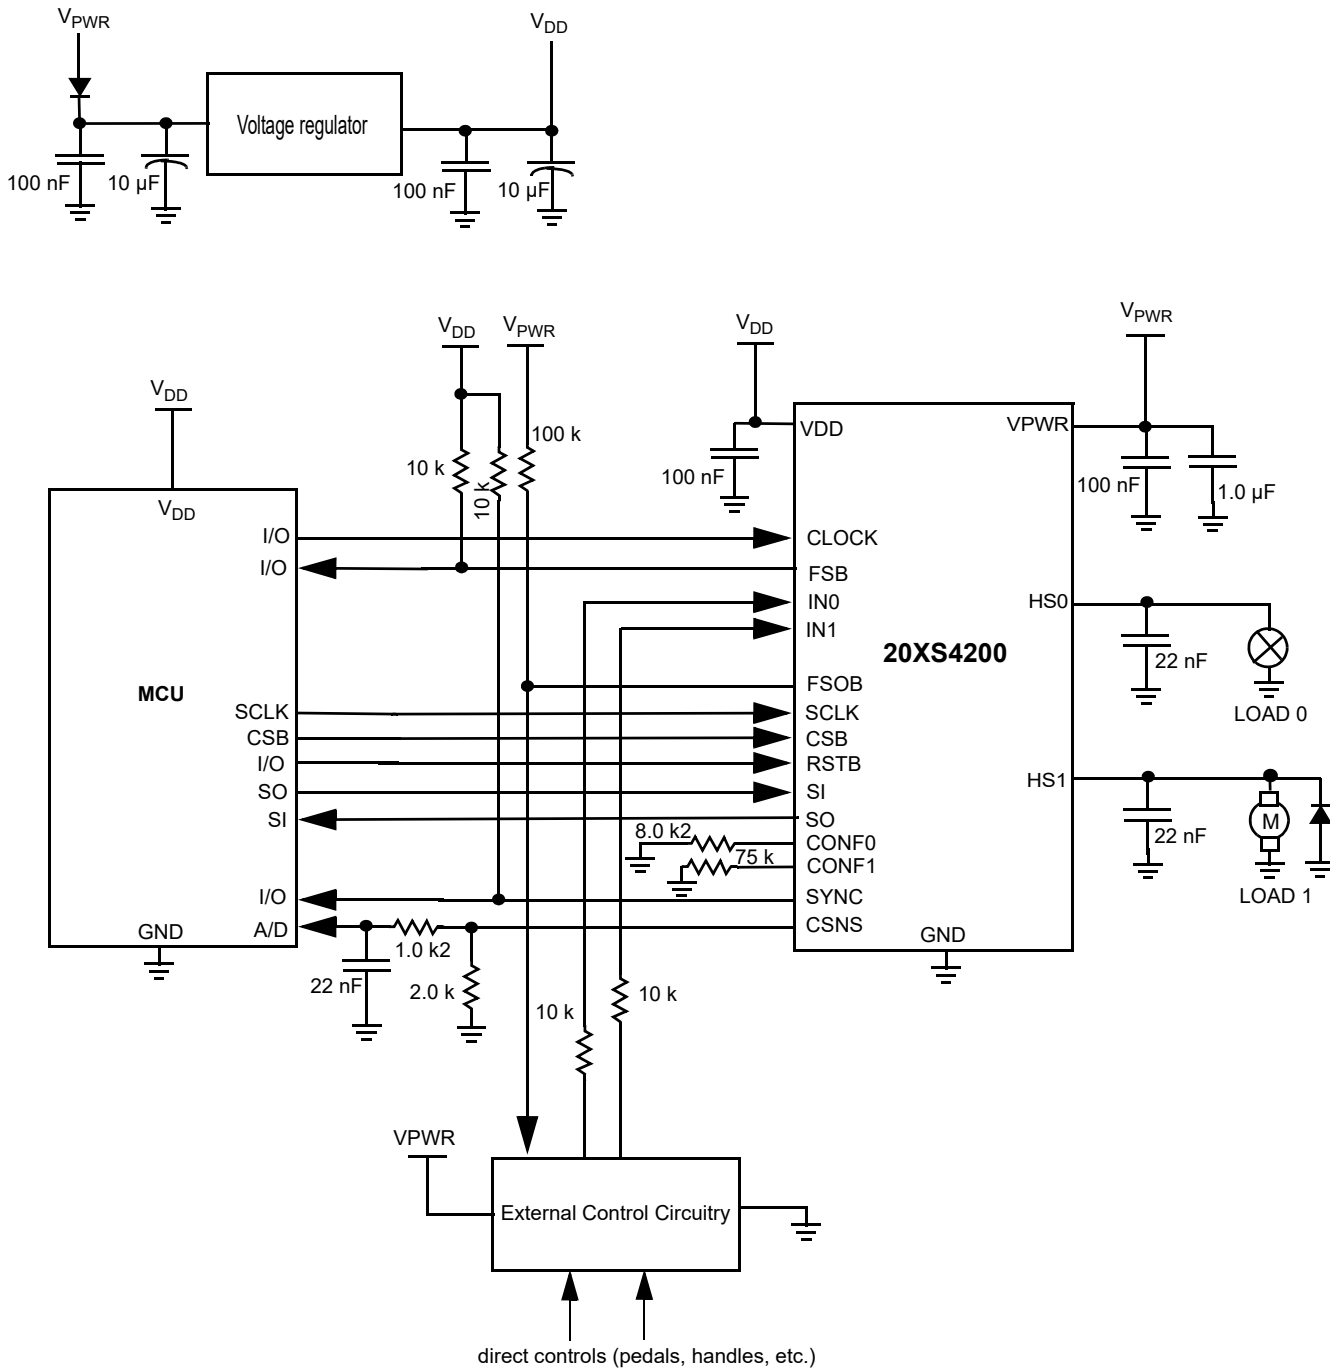 VPWR
VDD
Voltage regulator
100 nF
10 µF
100 nF
10 µF
VDD
VPWR
VDD
VPWR
VDD
100 k
10 k
10 k
VDD
VPWR
100 nF
100 nF
1.0 µF
VDD
I/O
CLOCK
I/O
FSB
IN0
HS0
IN1
20XS4200
22 nF
MCU
FSOB
SCLK
SCLK
LOAD 0
CSB
CSB
I/O
RSTB
HS1
SO
SI
SI
SO
8.0 k2
CONF0
22 nF
M
75 k
CONF1
I/O
SYNC
LOAD 1
A/D
CSNS
GND
GND
1.0 k2
22 nF
2.0 k
10 k
10 k
VPWR
External Control Circuitry
direct controls (pedals, handles, etc.)